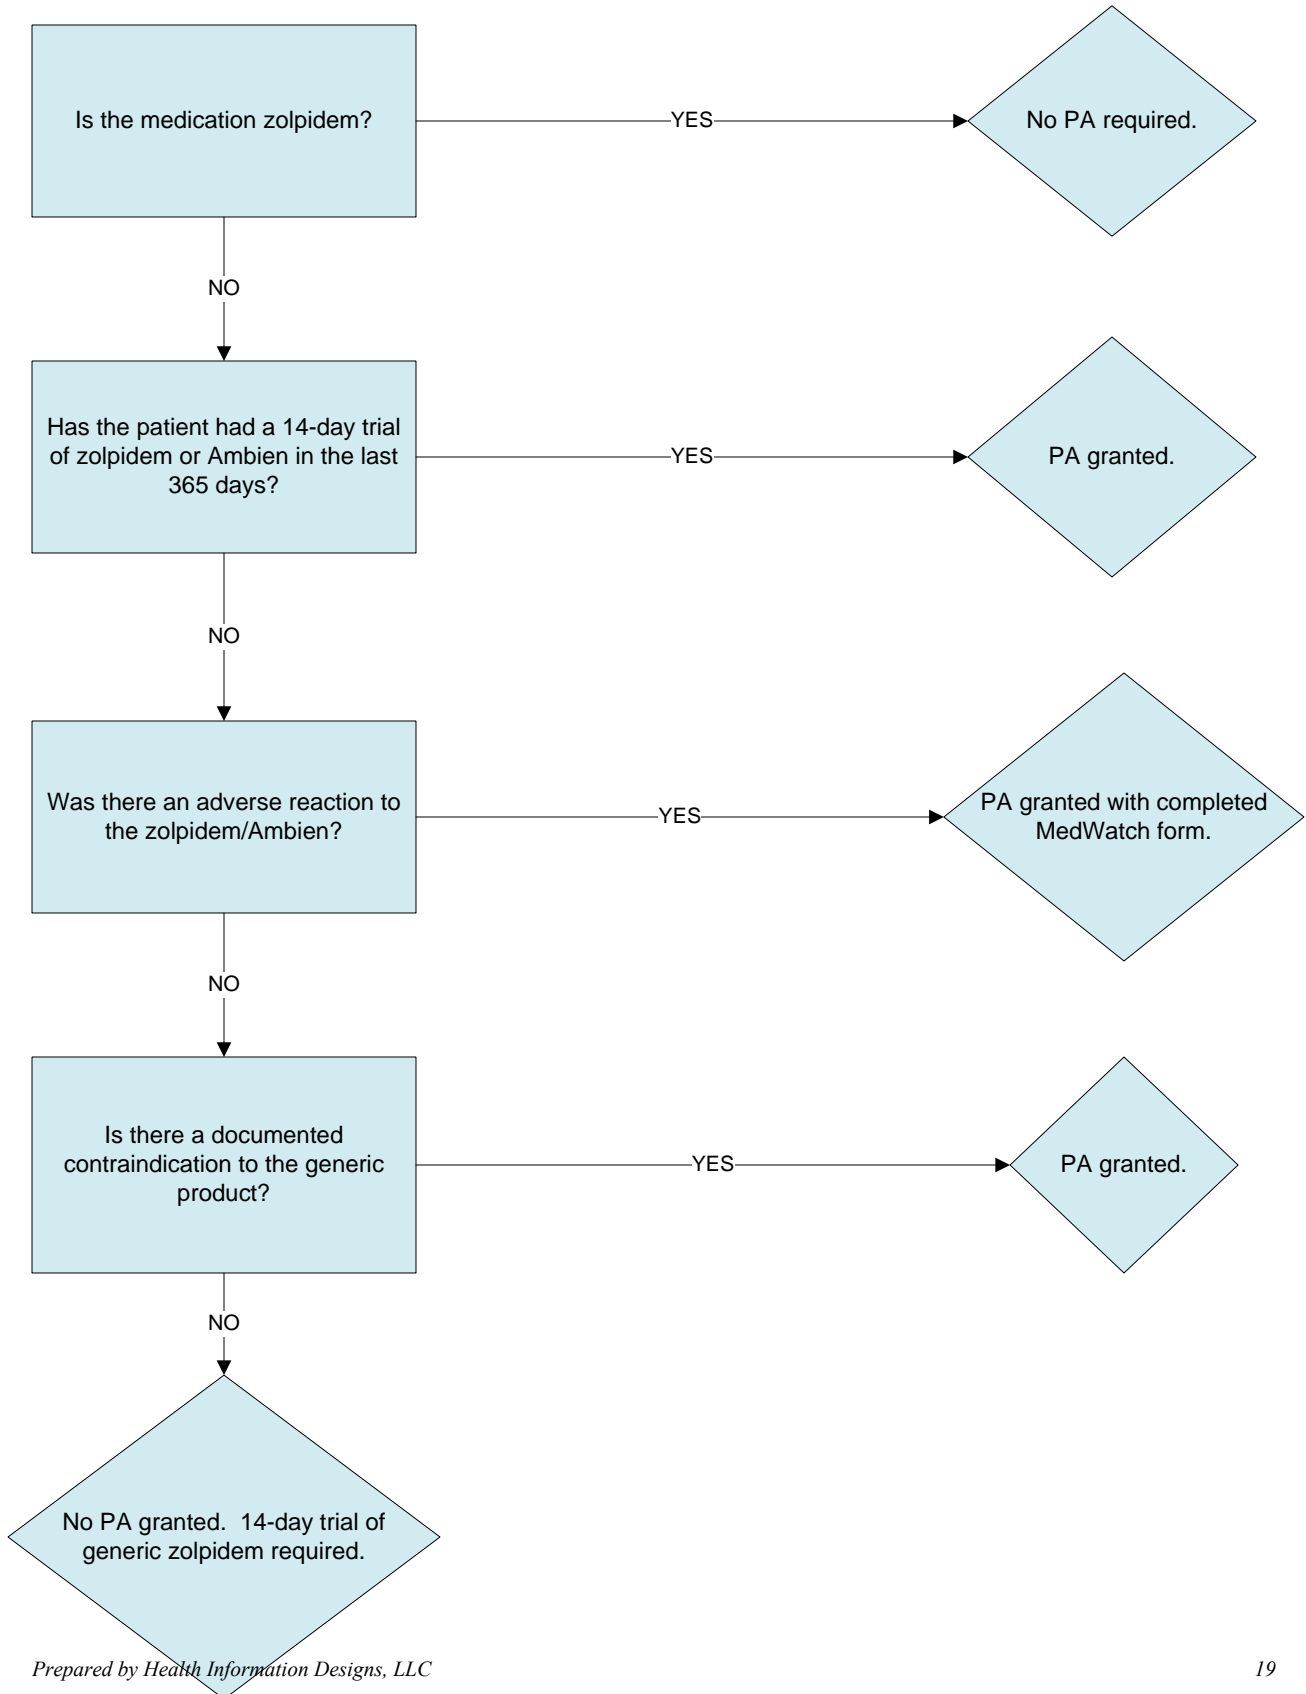 Is the medication zolpidem?
YES
No PA required.
NO
Has the patient had a 14-day trial
of zolpidem or Ambien in the last
365 days?
YES
PA granted.
NO
Was there an adverse reaction to
the zolpidem/Ambien?
YES
PA granted with completed
MedWatch form.
NO
Is there a documented
contraindication to the generic
product?
YES
PA granted.
NO
No PA granted.  14-day trial of
generic zolpidem required.
Prepared by Health Information Designs, LLC
19